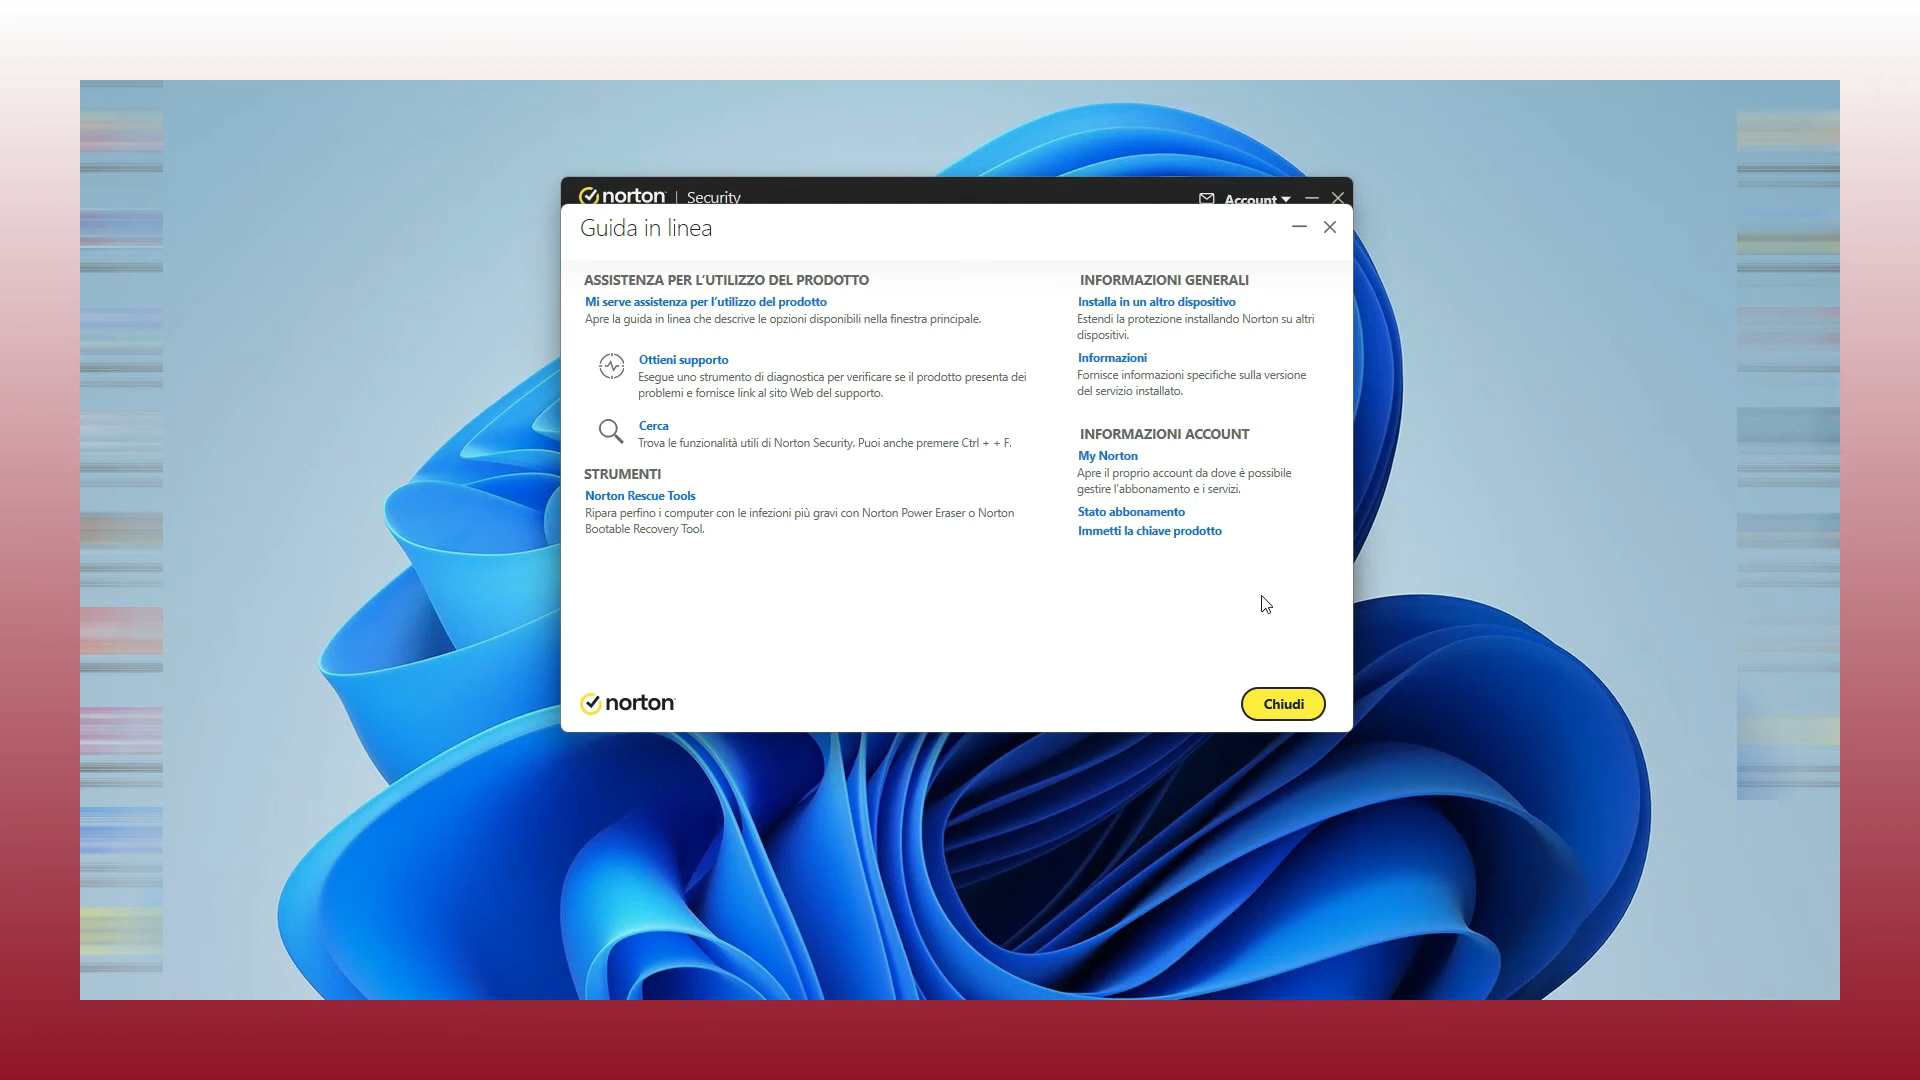 norton | Security
Account
Guida in linea
ASSISTENZA PER L'UTILIZZO DEL PRODOTTO
Mi serve assistenza per l'utilizzo del prodotto
Apre la guida in linea che descrive le opzioni disponibili nella finestra principale.
Ottieni supporto
Esegue uno strumento di diagnostica per verificare se il prodotto presenta dei
problemi e fornisce link al sito Web del supporto.
Cerca
Trova le funzionalità utili di Norton Security. Puoi anche premere Ctrl + + F.
STRUMENTI
Norton Rescue Tools
Ripara perfino i computer con le infezioni più gravi con Norton Power Eraser o Norton
Bootable Recovery Tool.
INFORMAZIONI GENERALI
Installa in un altro dispositivo
Estendi la protezione installando Norton su altri
dispositivi.
Informazioni
Fornisce informazioni specifiche sulla versione
del servizio installato.
INFORMAZIONI ACCOUNT
My Norton
Apre il proprio account da dove è possibile
gestire l'abbonamento e i servizi.
Stato abbonamento
Immetti la chiave prodotto
norton
Chiudi